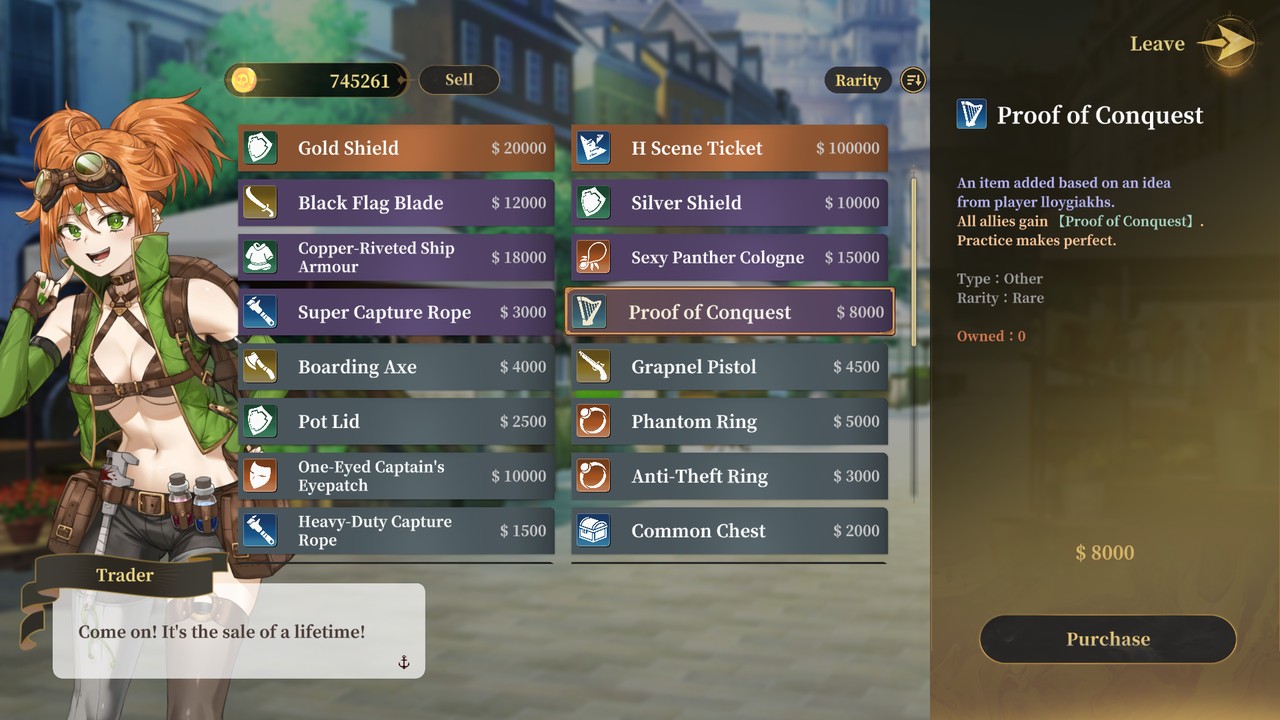 Leave
745261
Sell
Rarity
Gold Shield
$ 20000
H Scene Ticket
$ 100000
Black Flag Blade
$ 12000
Silver Shield
$ 10000
Copper-Riveted Ship
Armour
$ 18000
Sexy Panther Cologne
$ 15000
Super Capture Rope
$ 3000
Proof of Conquest
$ 8000
Boarding Axe
$ 4000
Grapnel Pistol
$ 4500
Pot Lid
$ 2500
Phantom Ring
$ 5000
One-Eyed Captain's
Eyepatch
$ 10000
Anti-Theft Ring
$ 3000
Heavy-Duty Capture
Rope
$ 1500
Common Chest
$ 2000
Trader
Come on! It's the sale of a lifetime!
Proof of Conquest
An item added based on an idea
from player lloygiakhs.
All allies gain 【Proof of Conquest】.
Practice makes perfect.
Type：Other
Rarity：Rare
Owned：0
$ 8000
Purchase